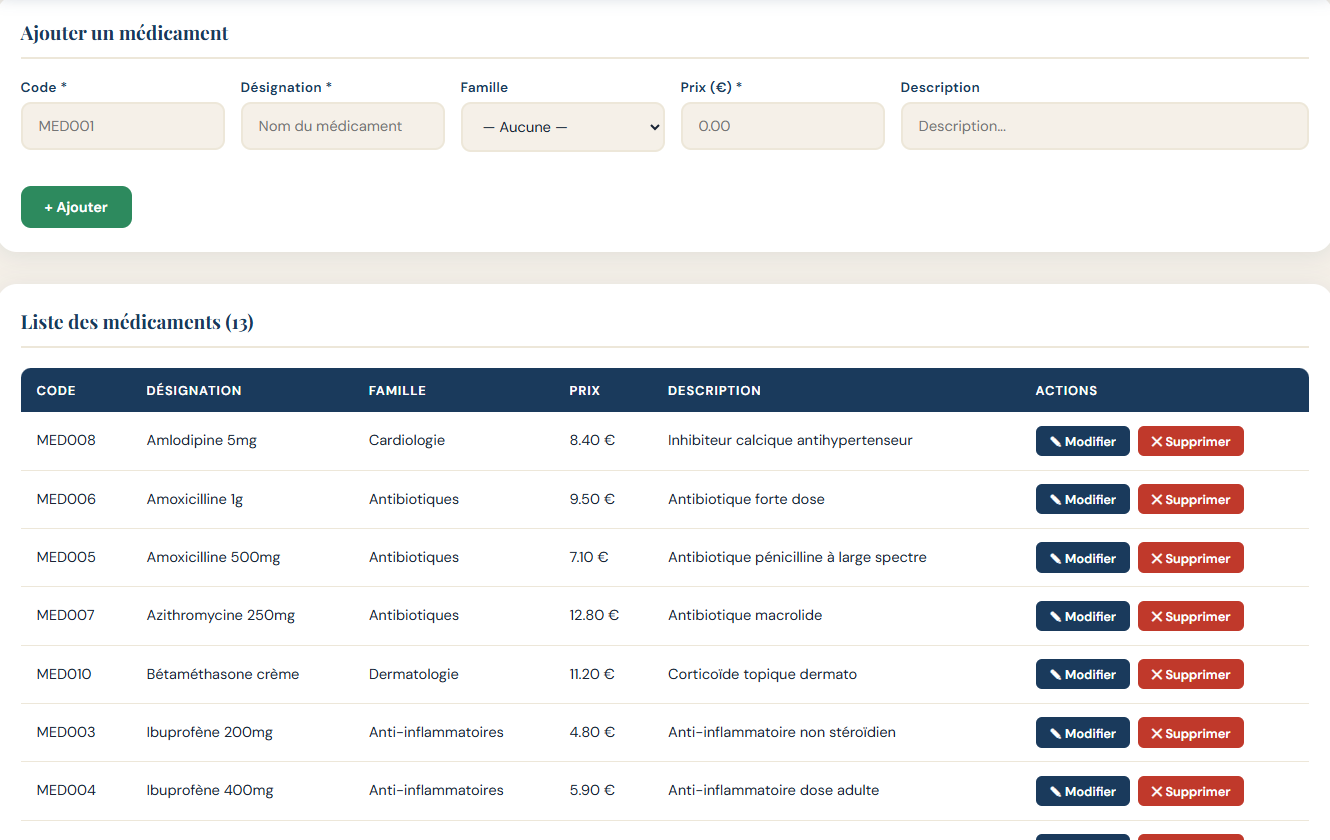 Ajouter un médicament
Code * Désignation * Famille Prix (€) * Description
MED001 Nom du médicament — Aucune — 0.00 Description...
+ Ajouter
Liste des médicaments (13)
CODE DÉSIGNATION FAMILLE PRIX DESCRIPTION ACTIONS
MED008 Amlodipine 5mg Cardiologie 8.40 € Inhibiteur calcique antihypertenseur ✎ Modifier ✕ Supprimer
MED006 Amoxicilline 1g Antibiotiques 9.50 € Antibiotique forte dose ✎ Modifier ✕ Supprimer
MED005 Amoxicilline 500mg Antibiotiques 7.10 € Antibiotique pénicilline à large spectre ✎ Modifier ✕ Supprimer
MED007 Azithromycine 250mg Antibiotiques 12.80 € Antibiotique macrolide ✎ Modifier ✕ Supprimer
MED010 Bétaméthasone crème Dermatologie 11.20 € Corticoïde topique dermato ✎ Modifier ✕ Supprimer
MED003 Ibuprofène 200mg Anti-inflammatoires 4.80 € Anti-inflammatoire non stéroïdien ✎ Modifier ✕ Supprimer
MED004 Ibuprofène 400mg Anti-inflammatoires 5.90 € Anti-inflammatoire dose adulte ✎ Modifier ✕ Supprimer